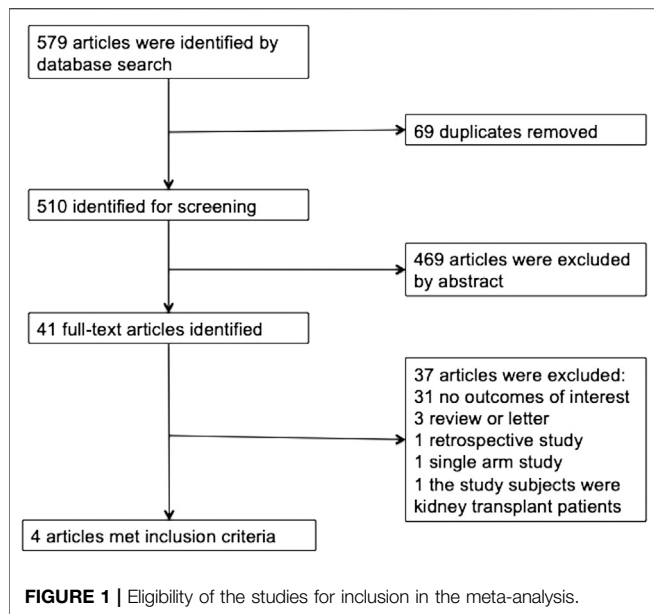 579 articles were identified by
database search
69 duplicates removed
510 identified for screening
469 articles were excluded
by abstract
41 full-text articles identified
37 articles were excluded:
31 no outcomes of interest
3 review or letter
1 retrospective study
1 single arm study
1 the study subjects were
kidney transplant patients
4 articles met inclusion criteria
FIGURE 1 | Eligibility of the studies for inclusion in the meta-analysis.